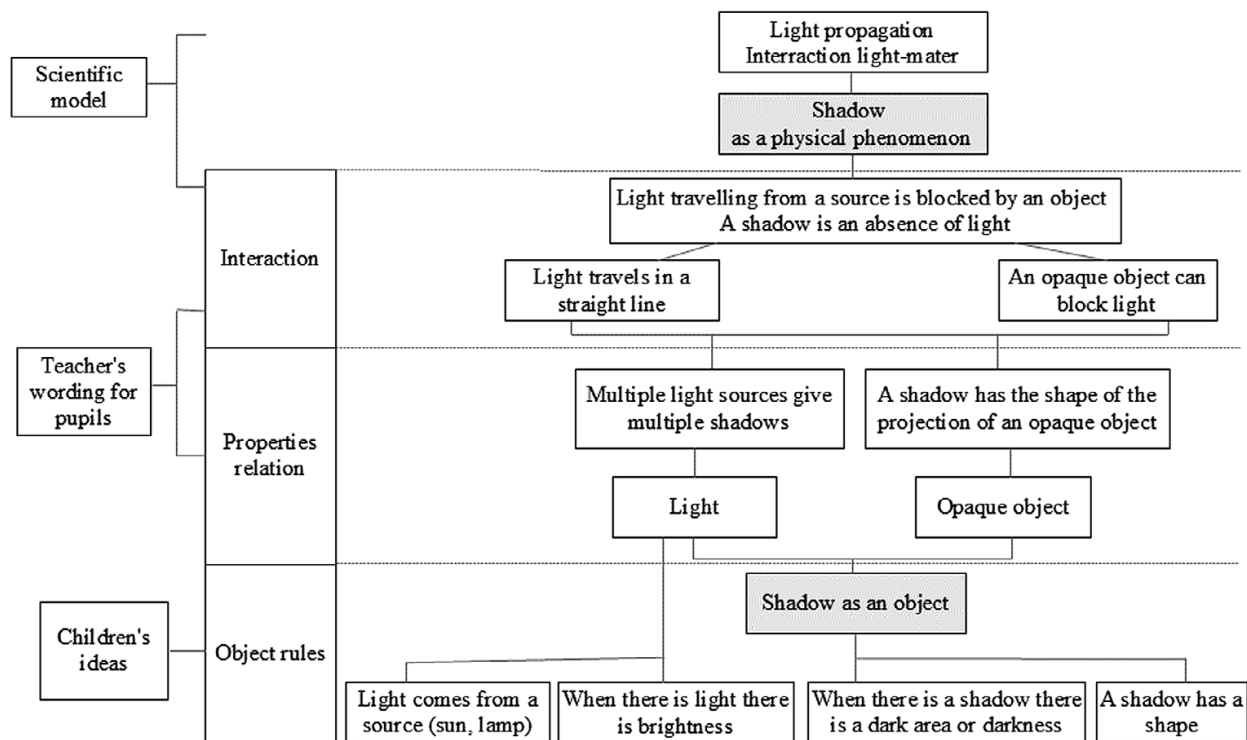 Light propagation
Interraction light-mater
Scientific
model
Shadow
as a physical phenomenon
Light travelling from a source is blocked by an object
A shadow is an absence of light
Interaction
Light travels in a
straight line
An opaque object can
block light
Teacher's
wording for
pupils
Multiple light sources give
multiple shadows
A shadow has the shape of the
projection of an opaque object
Properties
relation
Light
Opaque object
Shadow as an object
Children's
ideas
Object rules
Light comes from a
source (sun, lamp)
When there is light there
is brightness
When there is a shadow there
is a dark area or darkness
A shadow has a
shape